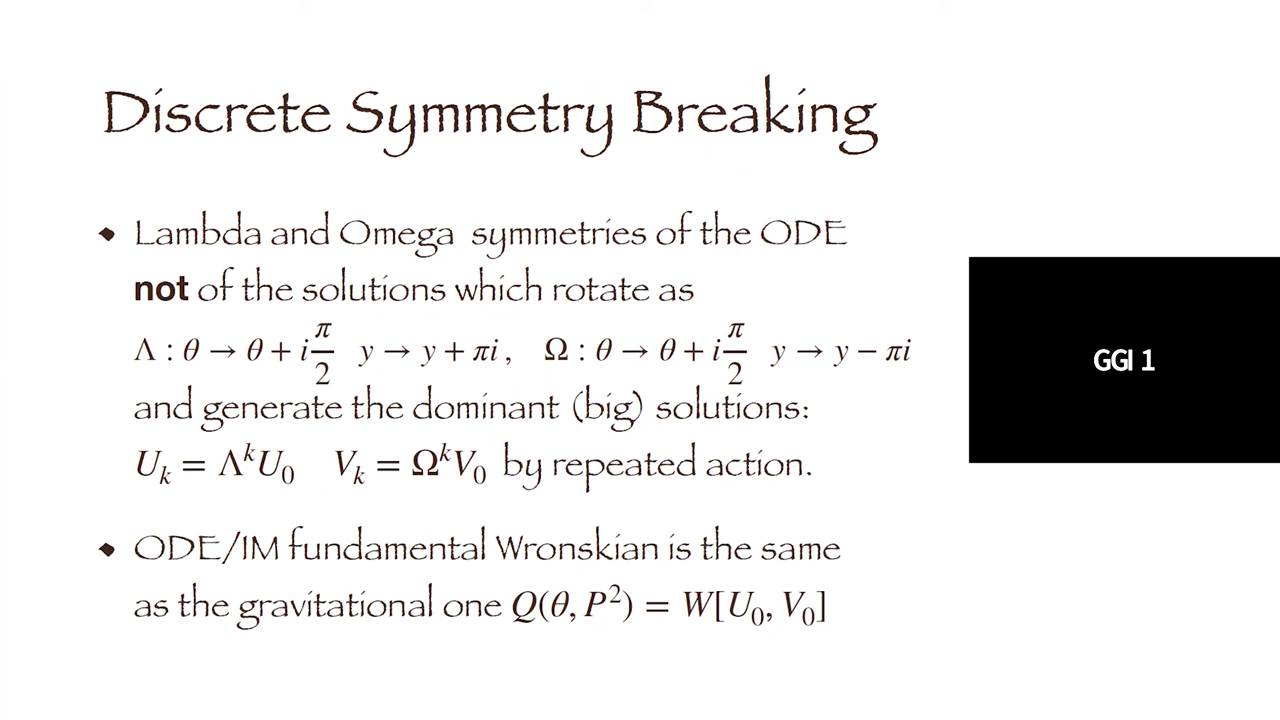 Discrete Symmetry Breaking
Lambda and Omega symmetries of the ODE
not of the solutions which rotate as
Λ : θ → θ + i π/2  y → y + πi ,  Ω : θ → θ + i π/2  y → y − πi
and generate the dominant (big) solutions:
U_k = Λ^k U_0  V_k = Ω^k V_0 by repeated action.
ODE/IM fundamental Wronskian is the same
as the gravitational one Q(θ, P²) = W[U_0, V_0]
GGI 1